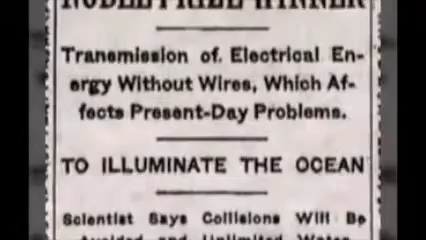 NOBEL PRIZE WINNER
Transmission of. Electrical En-
ergy Without Wires, Which Af-
fects Present-Day Problems.
TO ILLUMINATE THE OCEAN
Scientist Says Collisions Will Be
Avoided and Unlimited Water